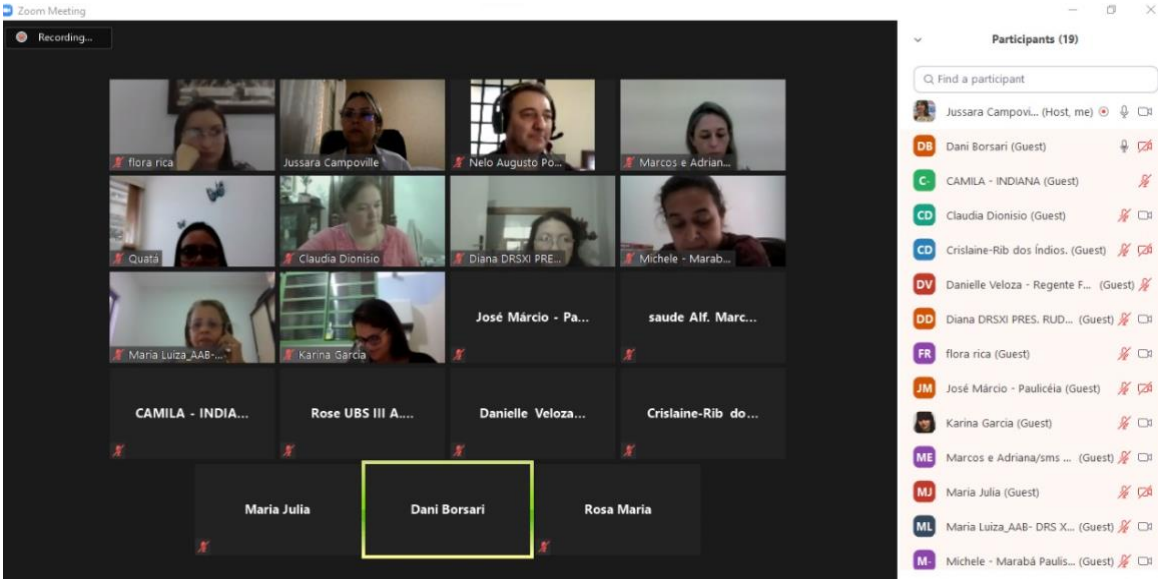 Zoom Meeting
Recording...
flora rica
Jussara Campoville
Nelo Augusto Po...
Marcos e Adrian...
Quatá
Claudia Dionisio
Diana DRSXI PRE...
Michele - Marab...
Maria Luiza_AAB-...
Karina Garcia
José Márcio - Pa...
saude Alf. Marc...
CAMILA - INDIA...
Rose UBS III A....
Danielle Veloza...
Crislaine-Rib do...
Maria Julia
Dani Borsari
Rosa Maria
Participants (19)
Find a participant
Jussara Campovi... (Host, me)
DB Dani Borsari (Guest)
C- CAMILA - INDIANA (Guest)
CD Claudia Dionisio (Guest)
CD Crislaine-Rib dos Índios. (Guest)
DV Danielle Veloza - Regente F... (Guest)
DD Diana DRSXI PRES. RUD... (Guest)
FR flora rica (Guest)
JM José Márcio - Paulicéia (Guest)
Karina Garcia (Guest)
ME Marcos e Adriana/sms ... (Guest)
MJ Maria Julia (Guest)
ML Maria Luiza_AAB- DRS X... (Guest)
M- Michele - Marabá Paulis... (Guest)